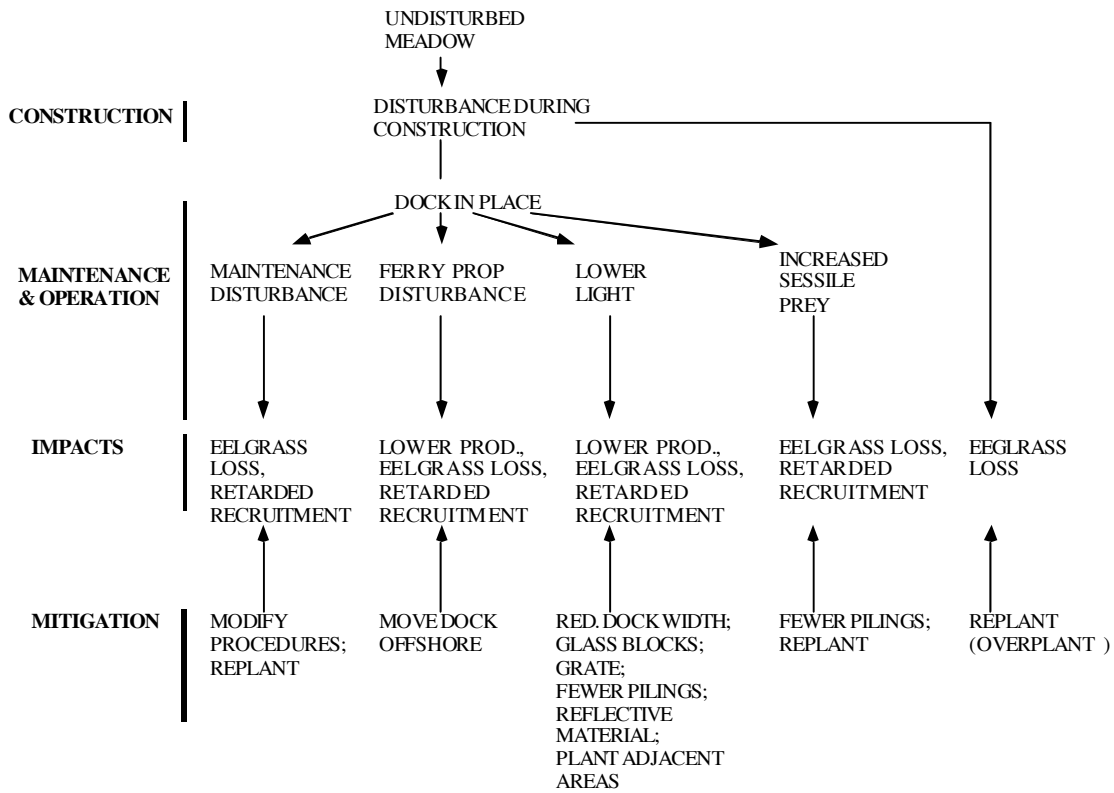 UNDISTURBED
MEADOW
CONSTRUCTION
DISTURBANCE DURING
CONSTRUCTION
DOCK IN PLACE
MAINTENANCE
& OPERATION
MAINTENANCE
DISTURBANCE
FERRY PROP
DISTURBANCE
LOWER
LIGHT
INCREASED
SESSILE
PREY
IMPACTS
EELGRASS
LOSS,
RETARDED
RECRUITMENT
LOWER PROD.,
EELGRASS LOSS,
RETARDED
RECRUITMENT
LOWER PROD.,
EELGRASS LOSS,
RETARDED
RECRUITMENT
EELGRASS LOSS,
RETARDED
RECRUITMENT
EEGLRASS
LOSS
MITIGATION
MODIFY
PROCEDURES;
REPLANT
MOVE DOCK
OFFSHORE
RED. DOCK WIDTH;
GLASS BLOCKS;
GRATE;
FEWER PILINGS;
REFLECTIVE
MATERIAL;
PLANT ADJACENT
AREAS
FEWER PILINGS;
REPLANT
REPLANT
(OVERPLANT )